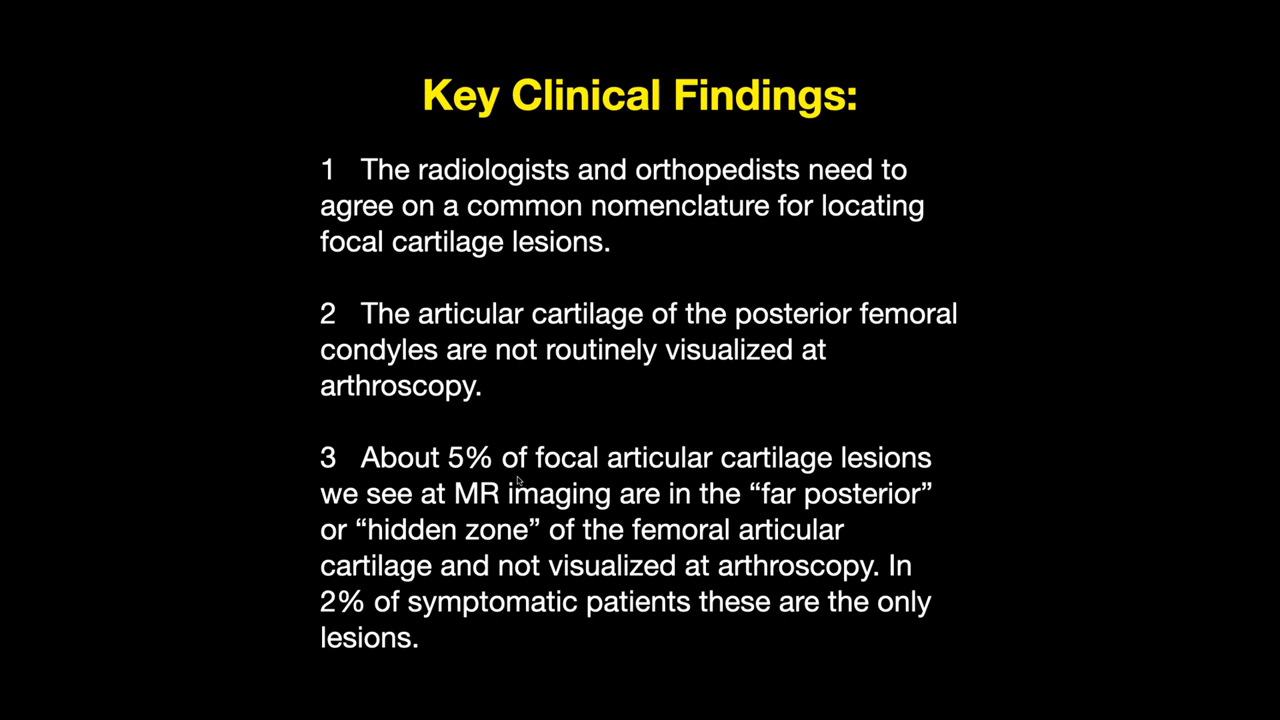 Key Clinical Findings:
1 The radiologists and orthopedists need to
agree on a common nomenclature for locating
focal cartilage lesions.
2 The articular cartilage of the posterior femoral
condyles are not routinely visualized at
arthroscopy.
3 About 5% of focal articular cartilage lesions
we see at MR imaging are in the “far posterior”
or “hidden zone” of the femoral articular
cartilage and not visualized at arthroscopy. In
2% of symptomatic patients these are the only
lesions.